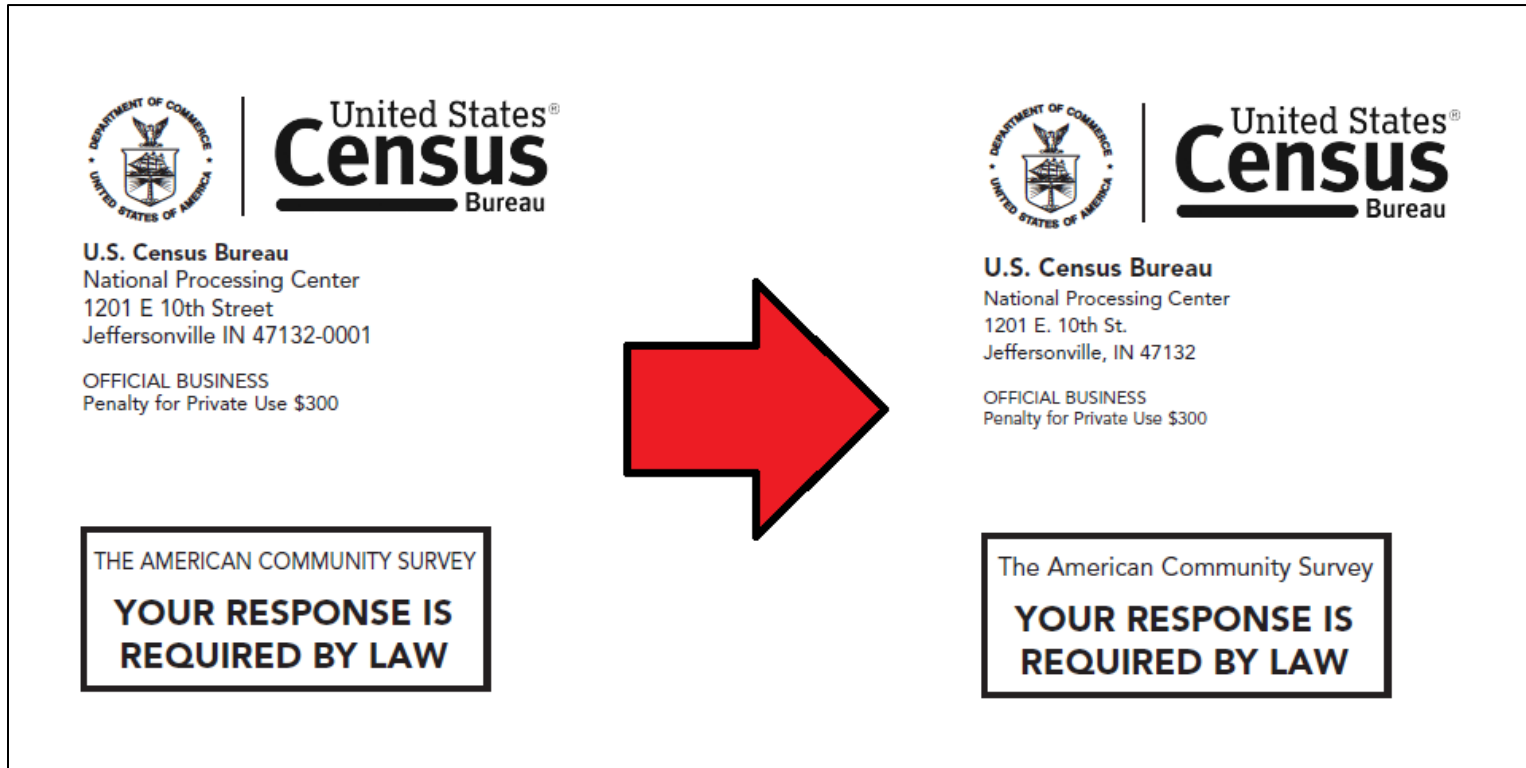 DEPARTMENT OF COMMERCE
UNITED STATES OF AMERICA
United States®
Census
Bureau
U.S. Census Bureau
National Processing Center
1201 E 10th Street
Jeffersonville IN 47132-0001
OFFICIAL BUSINESS
Penalty for Private Use $300
THE AMERICAN COMMUNITY SURVEY
YOUR RESPONSE IS
REQUIRED BY LAW
DEPARTMENT OF COMMERCE
UNITED STATES OF AMERICA
United States®
Census
Bureau
U.S. Census Bureau
National Processing Center
1201 E. 10th St.
Jeffersonville, IN 47132
OFFICIAL BUSINESS
Penalty for Private Use $300
The American Community Survey
YOUR RESPONSE IS
REQUIRED BY LAW